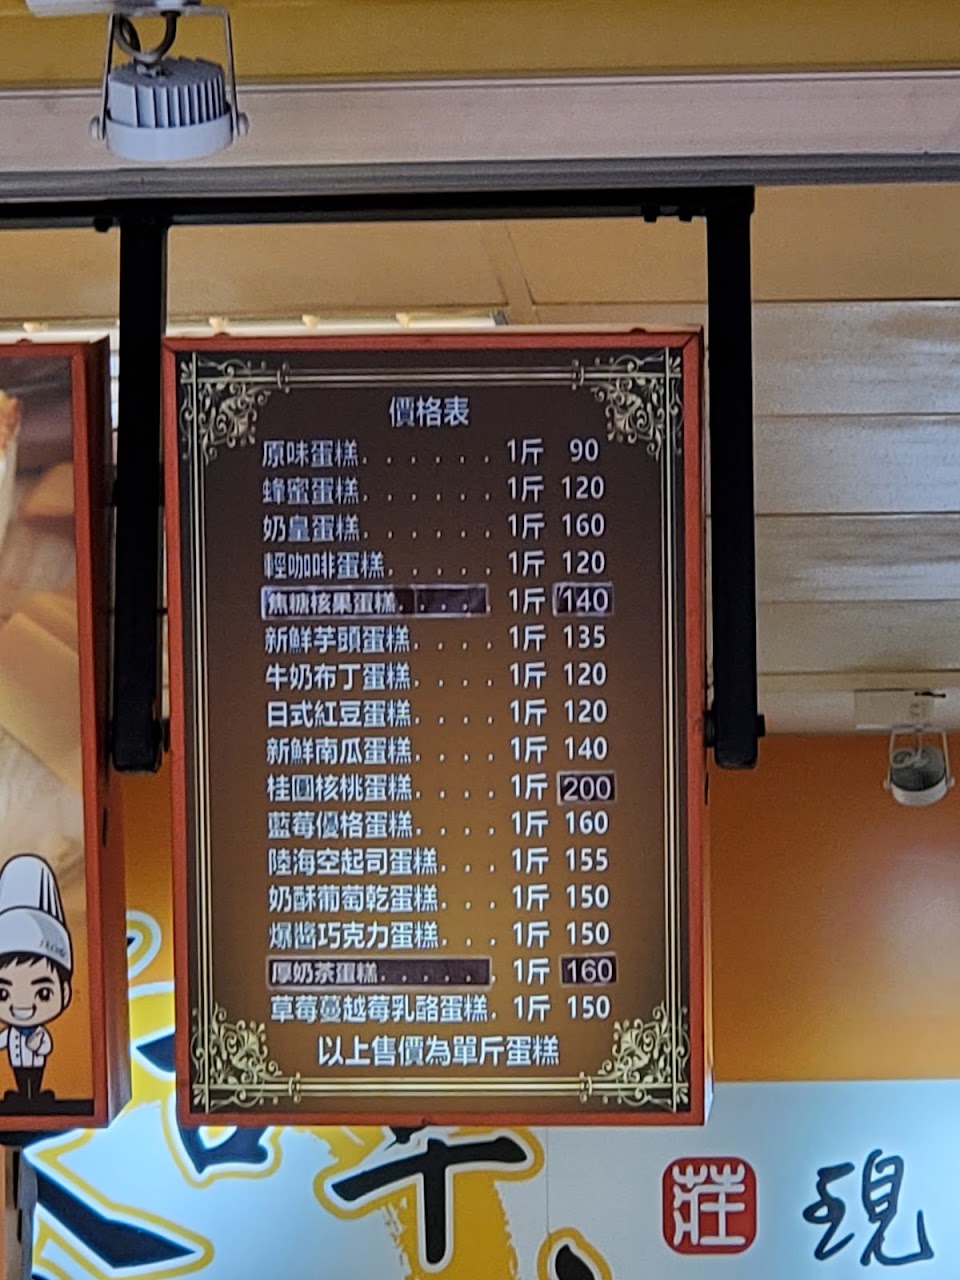 價格表
原味蛋糕. . . . . . 1斤 90
蜂蜜蛋糕. . . . . . 1斤 120
奶皇蛋糕. . . . . . 1斤 160
輕咖啡蛋糕. . . . . 1斤 120
焦糖核果蛋糕. . . . . 1斤 140
新鮮芋頭蛋糕. . . . 1斤 135
牛奶布丁蛋糕. . . . 1斤 120
日式紅豆蛋糕. . . . 1斤 120
新鮮南瓜蛋糕. . . . 1斤 140
桂圓核桃蛋糕. . . . 1斤 200
藍莓優格蛋糕. . . . 1斤 160
陸海空起司蛋糕. . . 1斤 155
奶酥葡萄乾蛋糕. . . 1斤 150
爆醬巧克力蛋糕. . . 1斤 150
厚奶茶蛋糕. . . . . . 1斤 160
草莓蔓越莓乳酪蛋糕. 1斤 150
以上售價為單斤蛋糕
莊 現